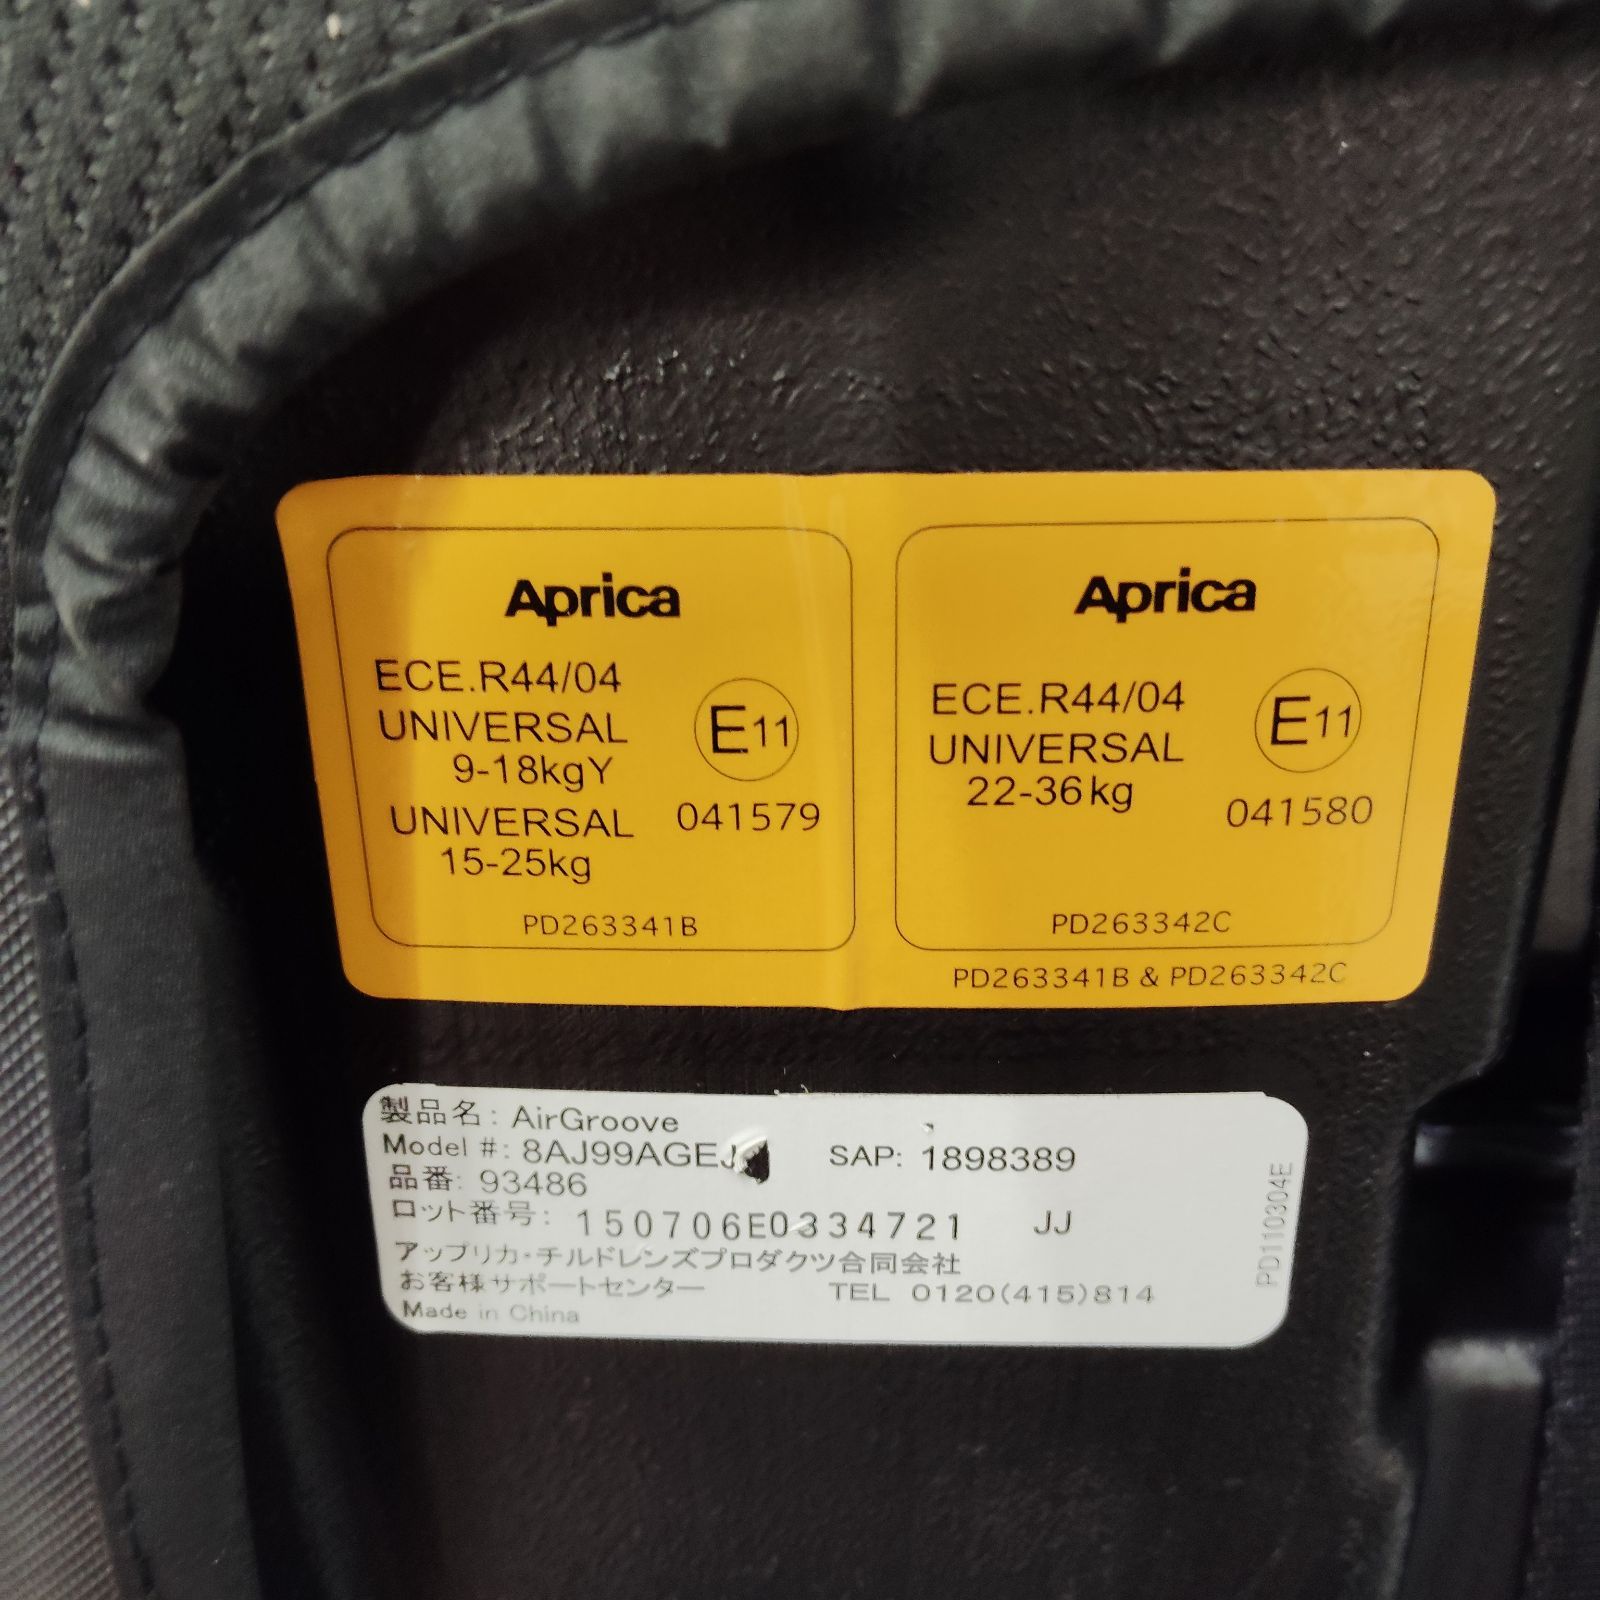 Aprica
ECE.R44/04
UNIVERSAL
9-18kgY
UNIVERSAL
15-25kg
E11
041579
PD263341B
Aprica
ECE.R44/04
UNIVERSAL
22-36kg
E11
041580
PD263342C
PD263341B & PD263342C
製品名: AirGroove
Model #: 8AJ99AGEJ SAP: 1898389
品番: 93486
ロット番号: 150706E0334721 JJ
アップリカ・チルドレンズプロダクツ合同会社
お客様サポートセンター TEL 0120(415)814
Made in China
PD110304E